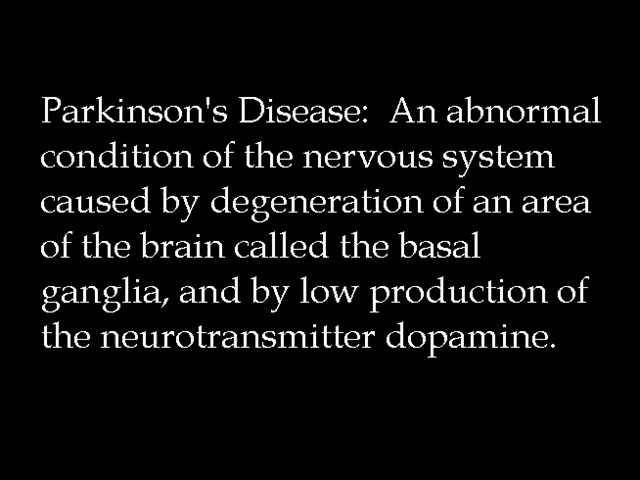 Parkinson's Disease:  An abnormal
condition of the nervous system
caused by degeneration of an area
of the brain called the basal
ganglia, and by low production of
the neurotransmitter dopamine.